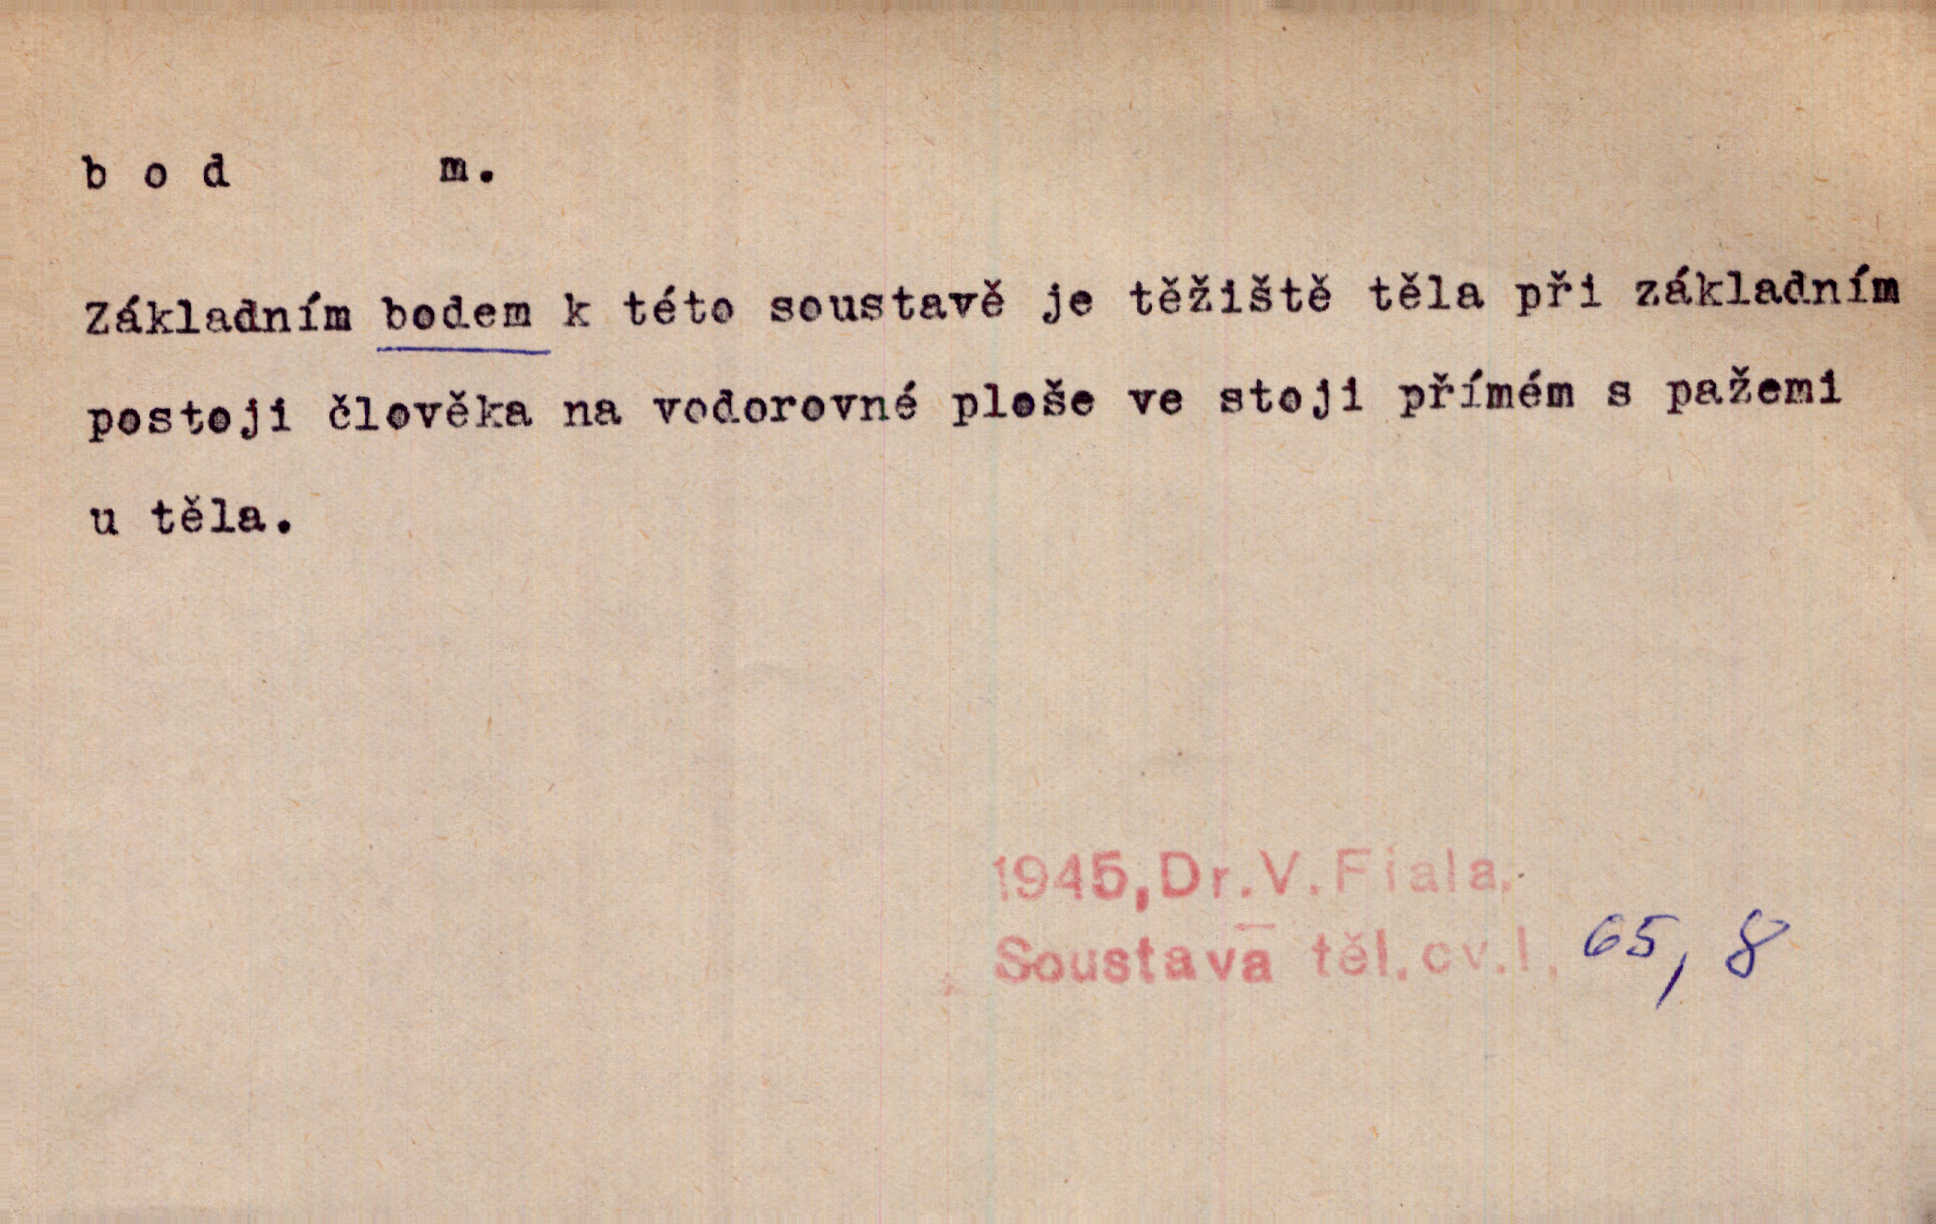 bod m.
Základním bodem k této soustavě je těžiště těla při základním
postoji člověka na vodorovné ploše ve stoji přímém s pažemi
u těla.
1945, Dr. V. Fiala.
Soustava těl. cv. I. 65, 8